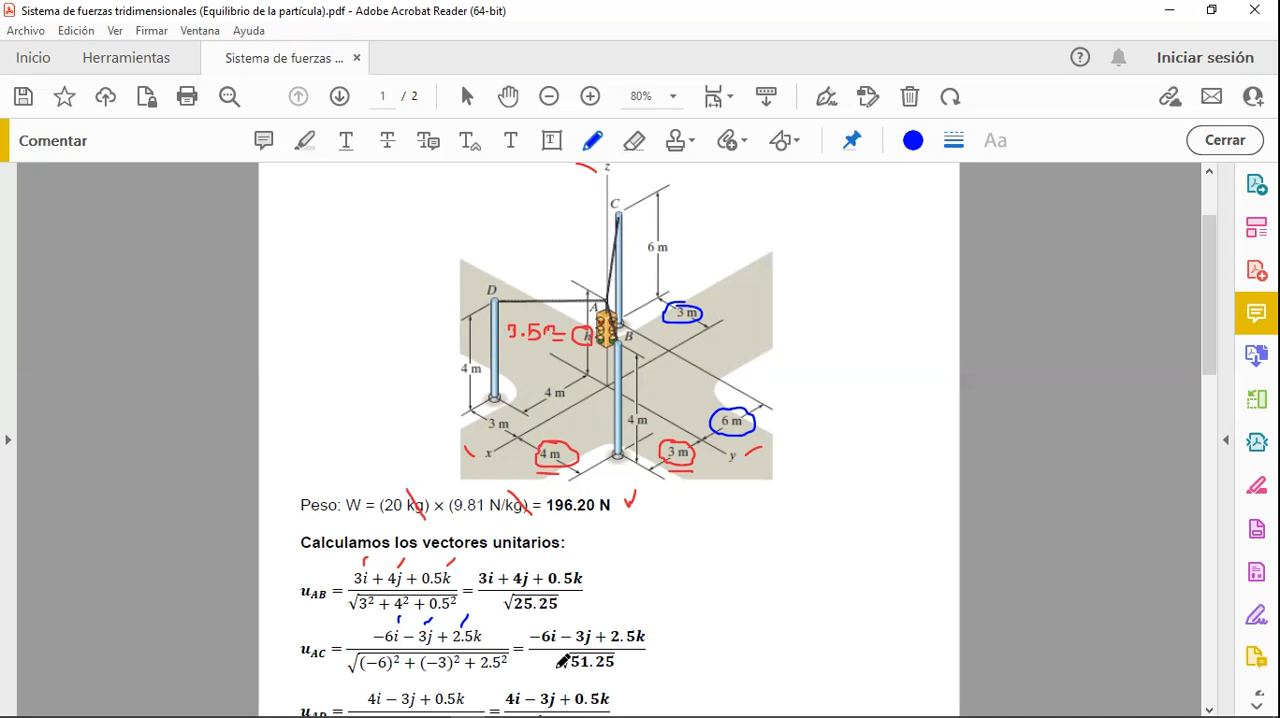 Sistema de fuerzas tridimensionales (Equilibrio de la partícula).pdf - Adobe Acrobat Reader (64-bit)
Archivo Edición Ver Firmar Ventana Ayuda
Inicio Herramientas Sistema de fuerzas ... × Iniciar sesión
1 / 2 80%
Comentar Cerrar
z
C
6 m
D
A
3 m
3.5m = h
B
4 m
4 m
6 m
3 m
4 m
x
4 m
3 m
y
Peso: W = (20 kg) × (9.81 N/kg) = 196.20 N
Calculamos los vectores unitarios:
u_AB = (3i + 4j + 0.5k) / √(3² + 4² + 0.5²) = (3i + 4j + 0.5k) / √25.25
u_AC = (−6i − 3j + 2.5k) / √((−6)² + (−3)² + 2.5²) = (−6i − 3j + 2.5k) / √51.25
u_AD = 4i − 3j + 0.5k = 4i − 3j + 0.5k